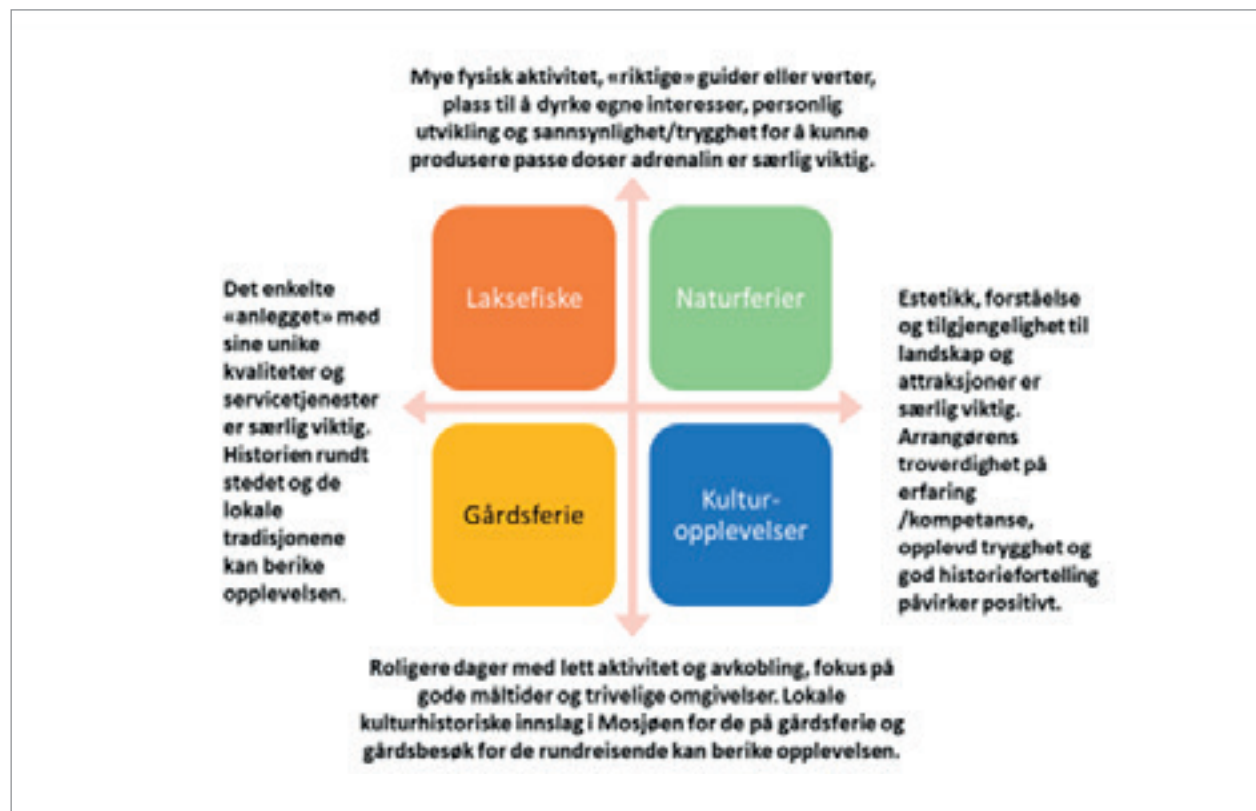 Mye fysisk aktivitet, «riktige» guider eller verter,
plass til å dyrke egne interesser, personlig
utvikling og sannsynlighet/trygghet for å kunne
produsere passe doser adrenalin er særlig viktig.
Laksefiske
Naturferier
Det enkelte
«anlegget» med
sine unike
kvaliteter og
servicetjenester
er særlig viktig.
Historien rundt
stedet og de
lokale
tradisjonene
kan berike
opplevelsen.
Estetikk, forståelse
og tilgjengelighet til
landskap og
attraksjoner er
særlig viktig.
Arrangørens
troverdighet på
erfaring
/kompetanse,
opplevd trygghet og
god historiefortelling
påvirker positivt.
Gårdsferie
Kultur-
opplevelser
Roligere dager med lett aktivitet og avkobling, fokus på
gode måltider og trivelige omgivelser. Lokale
kulturhistoriske innslag i Mosjøen for de på gårdsferie og
gårdsbesøk for de rundreisende kan berike opplevelsen.